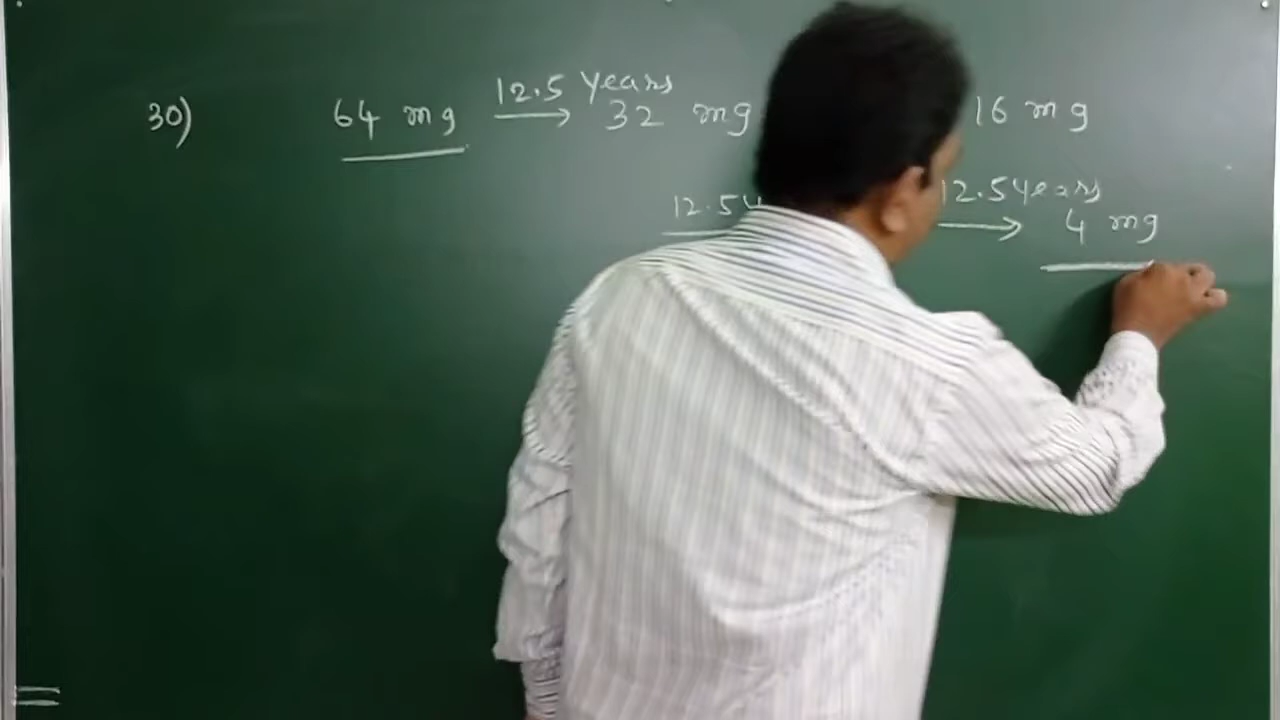 30) 64 mg 12.5 years → 32 mg 16 mg
12.5 12.5 years → 4 mg